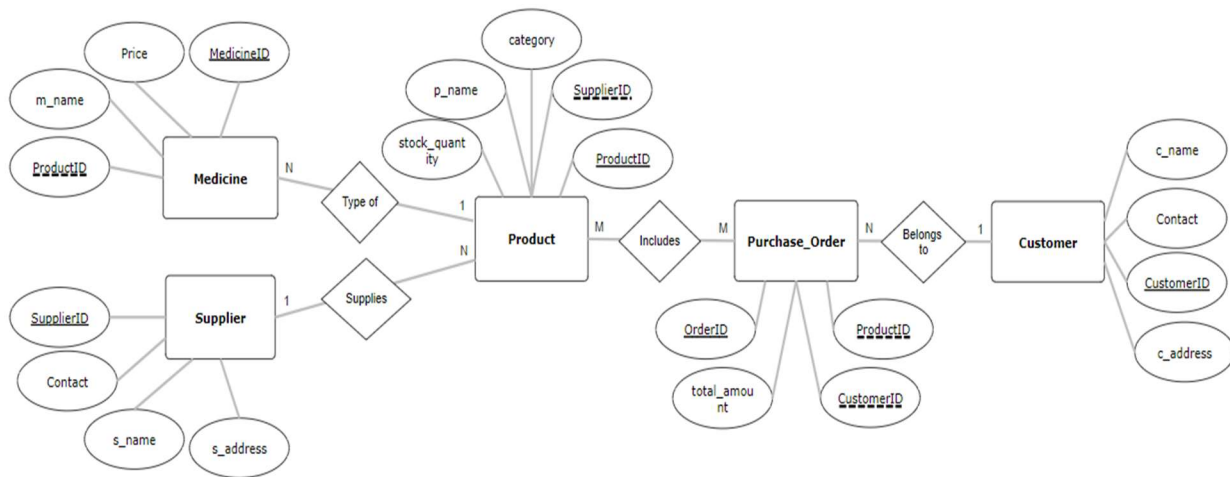 category
Price
MedicineID
p_name
SupplierID
m_name
stock_quant
ity
ProductID
ProductID
c_name
Medicine
N
Type of
1
Product
M
Includes
M
Purchase_Order
N
Belongs
to
1
Customer
Contact
N
Supplies
1
Supplier
SupplierID
CustomerID
OrderID
ProductID
c_address
Contact
total_amou
nt
CustomerID
s_name
s_address